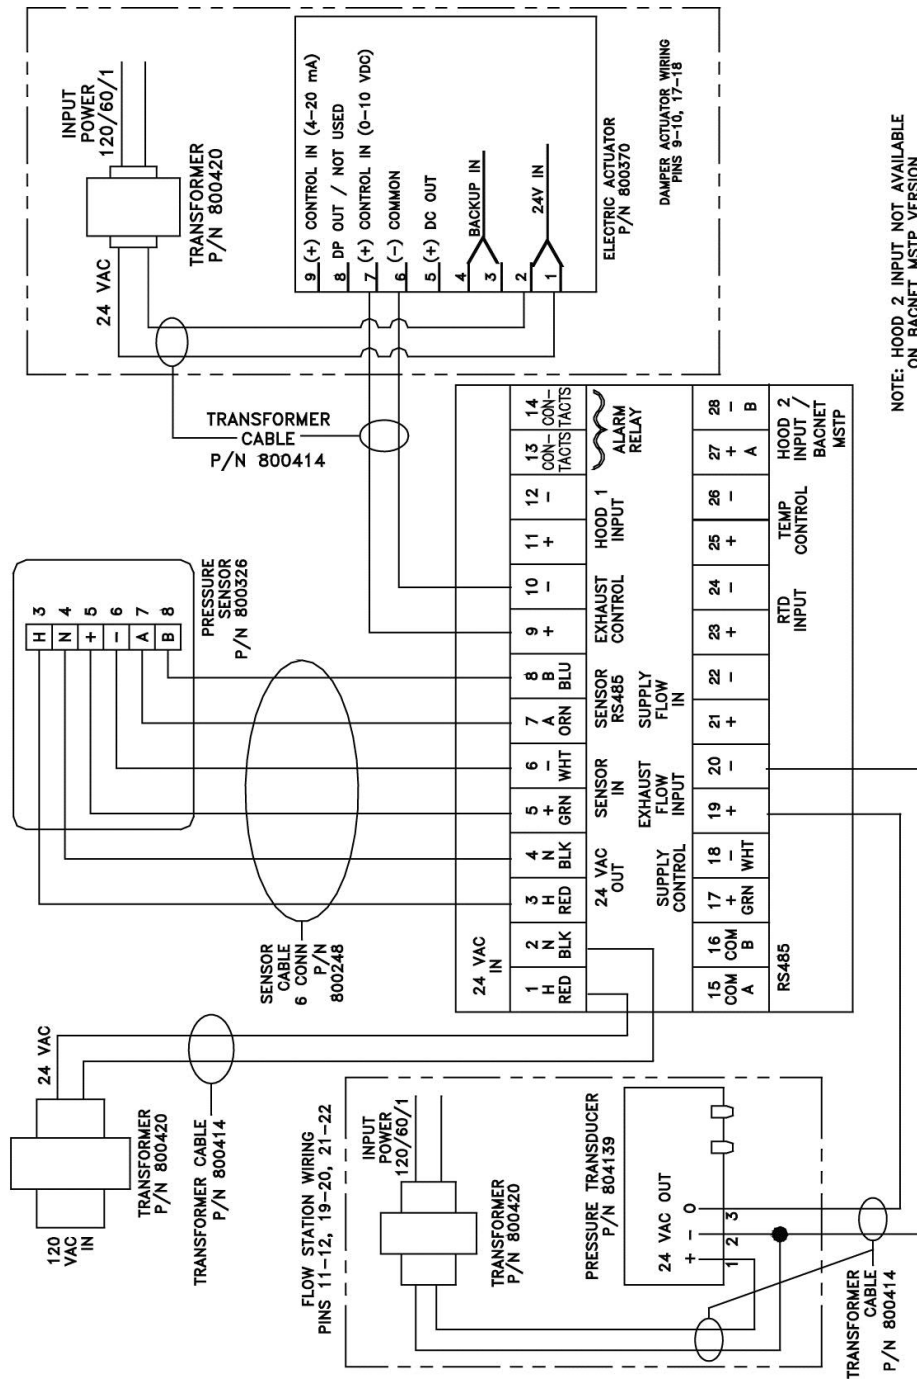 120
VAC
IN
TRANSFORMER
P/N 800420
24 VAC
TRANSFORMER CABLE
P/N 800414
SENSOR
CABLE
6 CONN
P/N
800248
H 3
N 4
+ 5
- 6
A 7
B 8
PRESSURE
SENSOR
P/N 800326
TRANSFORMER
CABLE
P/N 800414
24 VAC
INPUT
POWER
120/60/1
TRANSFORMER
P/N 800420
9 (+) CONTROL IN (4-20 mA)
8 DP OUT / NOT USED
7 (+) CONTROL IN (0-10 VDC)
6 (-) COMMON
5 (+) DC OUT
4
3
BACKUP IN
2
1
24V IN
ELECTRIC ACTUATOR
P/N 800370
DAMPER ACTUATOR WIRING
PINS 9-10, 17-18
24 VAC
IN
1 2 3 4 5 6 7 8 9 10 11 12 13 14
H N H N + - A B + - + - CON-TACTS CON-TACTS
RED BLK RED BLK GRN WHT ORN BLU
24 VAC
OUT
SENSOR
IN
SENSOR
RS485
EXHAUST
CONTROL
HOOD 1
INPUT
ALARM
RELAY
SUPPLY
CONTROL
EXHAUST
FLOW
INPUT
SUPPLY
FLOW
IN
15 16 17 18 19 20 21 22 23 24 25 26 27 28
COM COM + - + - + - + - + - + -
A B GRN WHT A B
RS485
RTD
INPUT
TEMP
CONTROL
HOOD 2
INPUT /
BACNET
MSTP
FLOW STATION WIRING
PINS 11-12, 19-20, 21-22
INPUT
POWER
120/60/1
TRANSFORMER
P/N 800420
PRESSURE TRANSDUCER
P/N 804139
24 VAC OUT
+ - O
1 2 3
TRANSFORMER
CABLE
P/N 800414
NOTE: HOOD 2 INPUT NOT AVAILABLE
ON BACNET MSTP VERSION